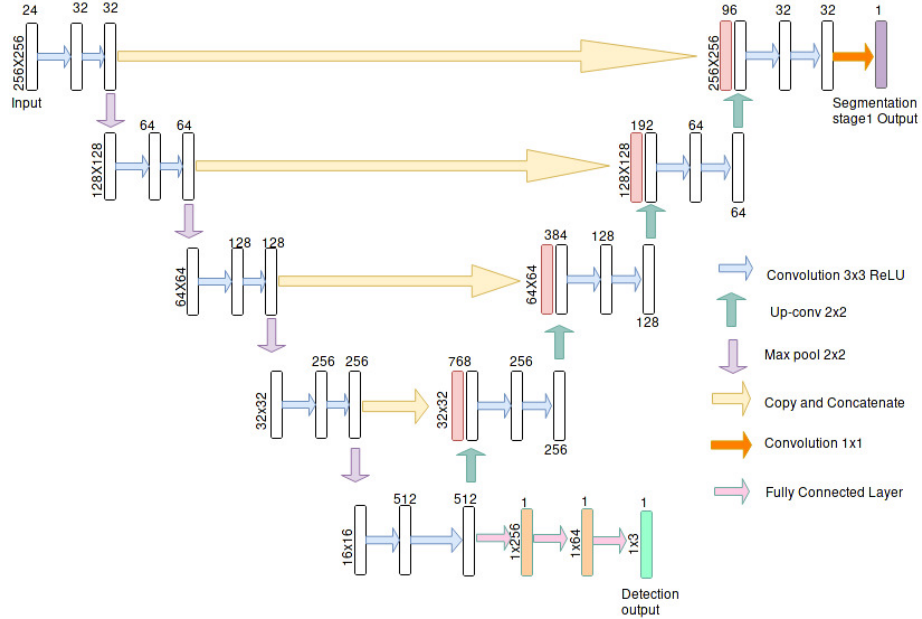 24 32 32
256X256
Input
96 32 32 1
256X256
Segmentation
stage1 Output
64 64
128X128
192 64
128X128
64
128 128
64X64
384 128
64X64
128
256 256
32x32
768 256
32x32
256
512 512
16x16
1 1 1
1x256
1x64
1x3
Detection
output
Convolution 3x3 ReLU
Up-conv 2x2
Max pool 2x2
Copy and Concatenate
Convolution 1x1
Fully Connected Layer